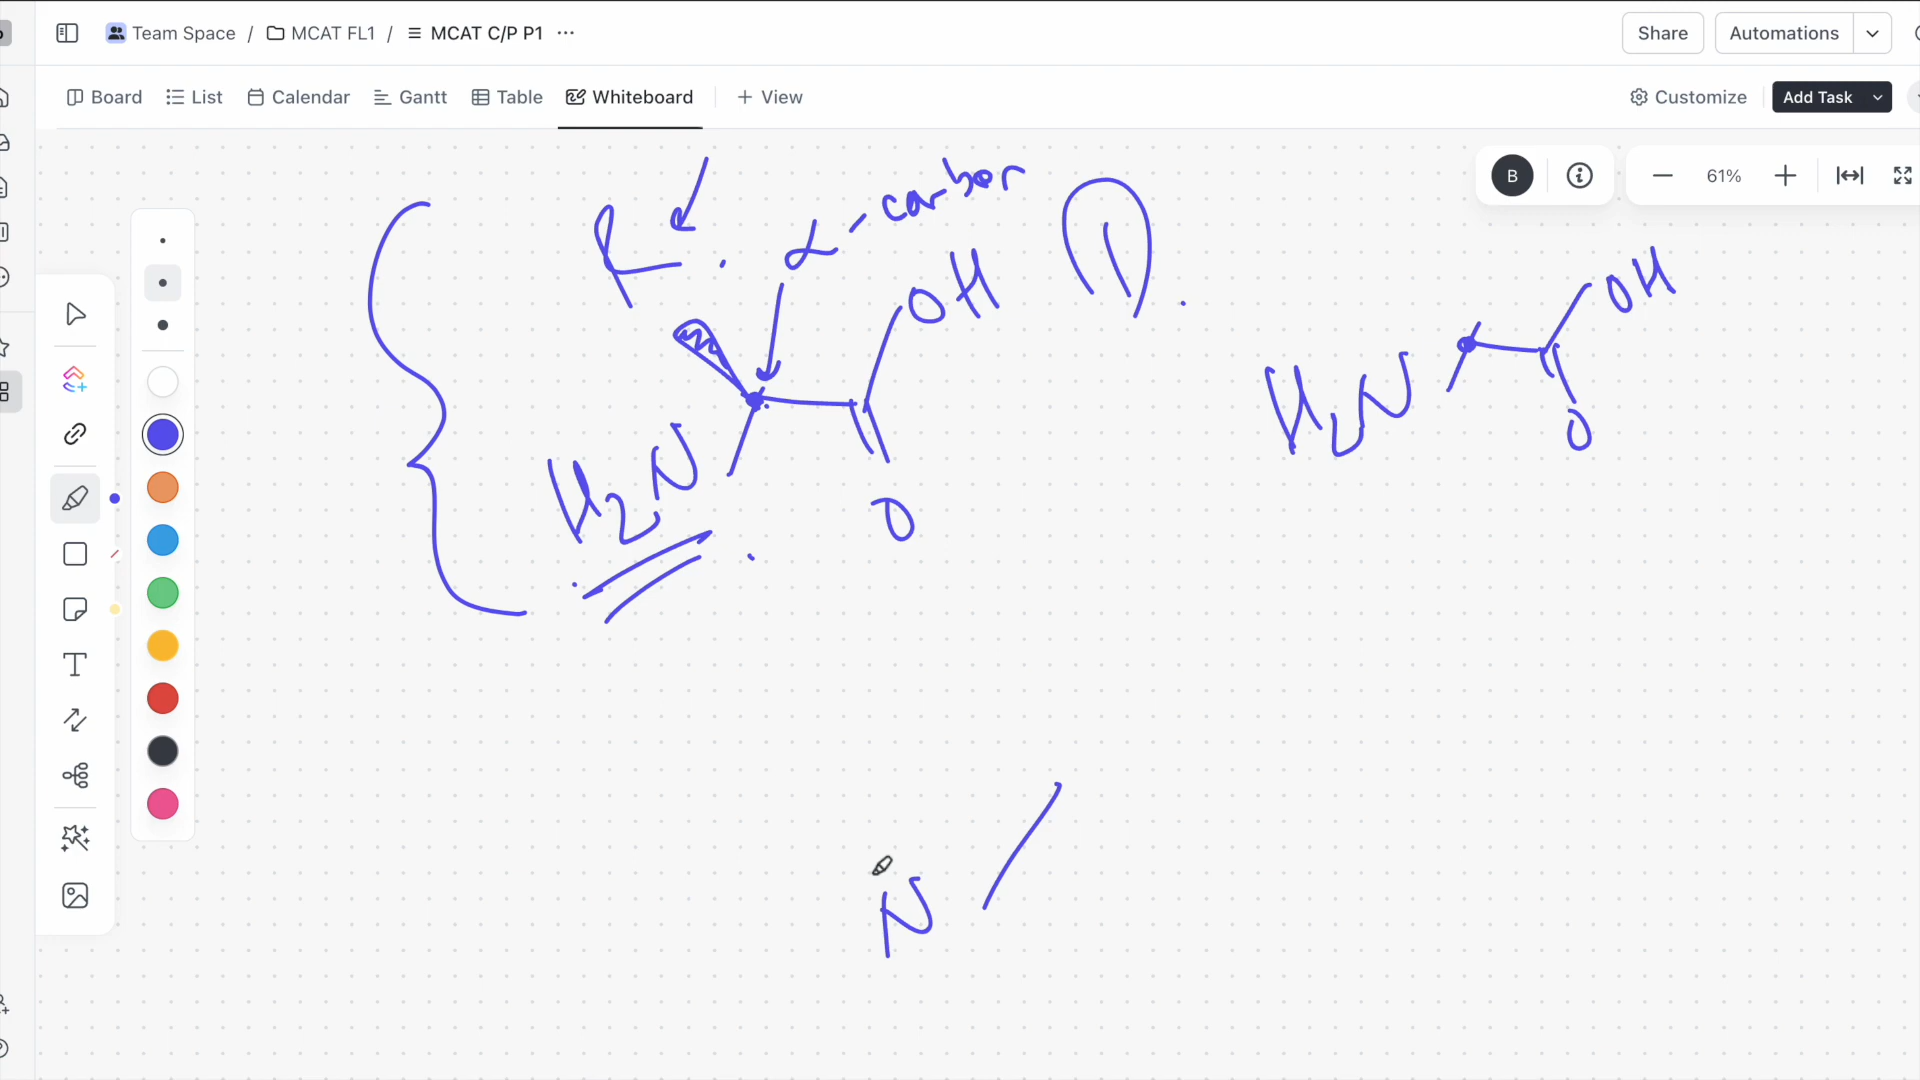 Team Space / MCAT FL1 / MCAT C/P P1 ...
Share
Automations
Board
List
Calendar
Gantt
Table
Whiteboard
+ View
Customize
Add Task
B
61%
R
α - carbon
OH
H2N
O
OH
H2N
O
N
T